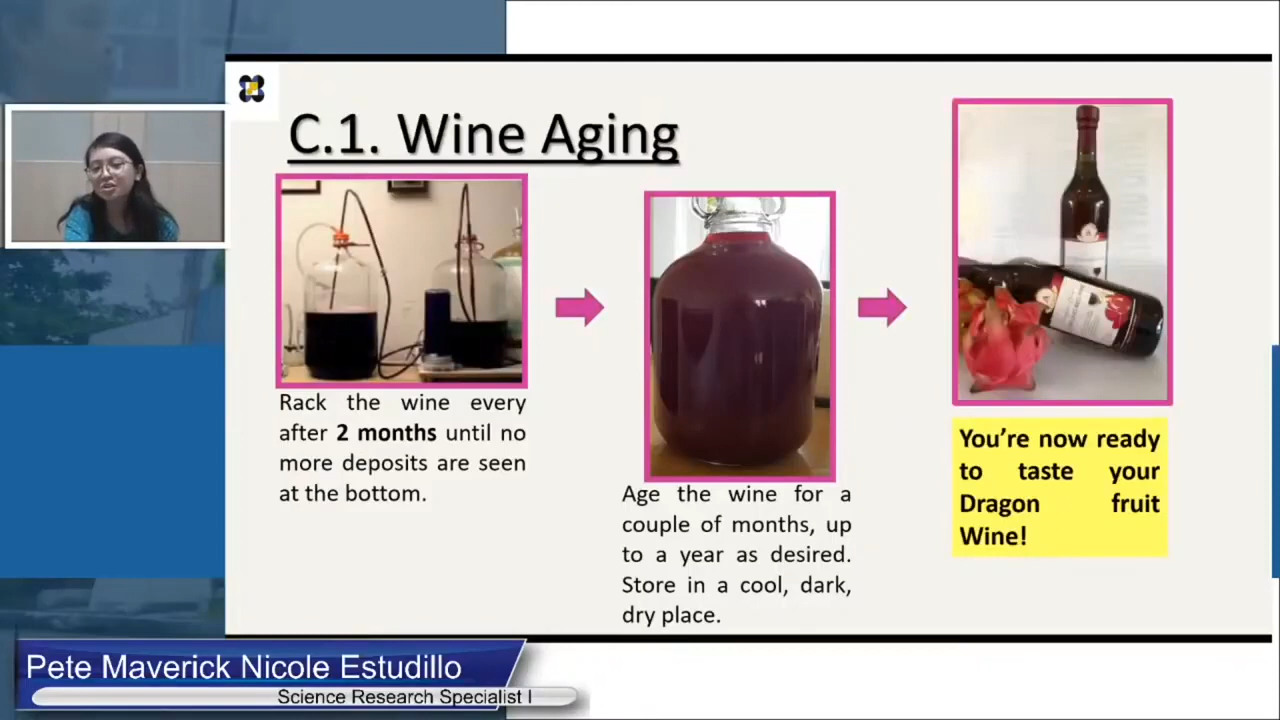 C.1. Wine Aging
Rack the wine every
after 2 months until no
more deposits are seen
at the bottom.
Age the wine for a
couple of months, up
to a year as desired.
Store in a cool, dark,
dry place.
You're now ready
to taste your
Dragon fruit
Wine!
Pete Maverick Nicole Estudillo
Science Research Specialist I